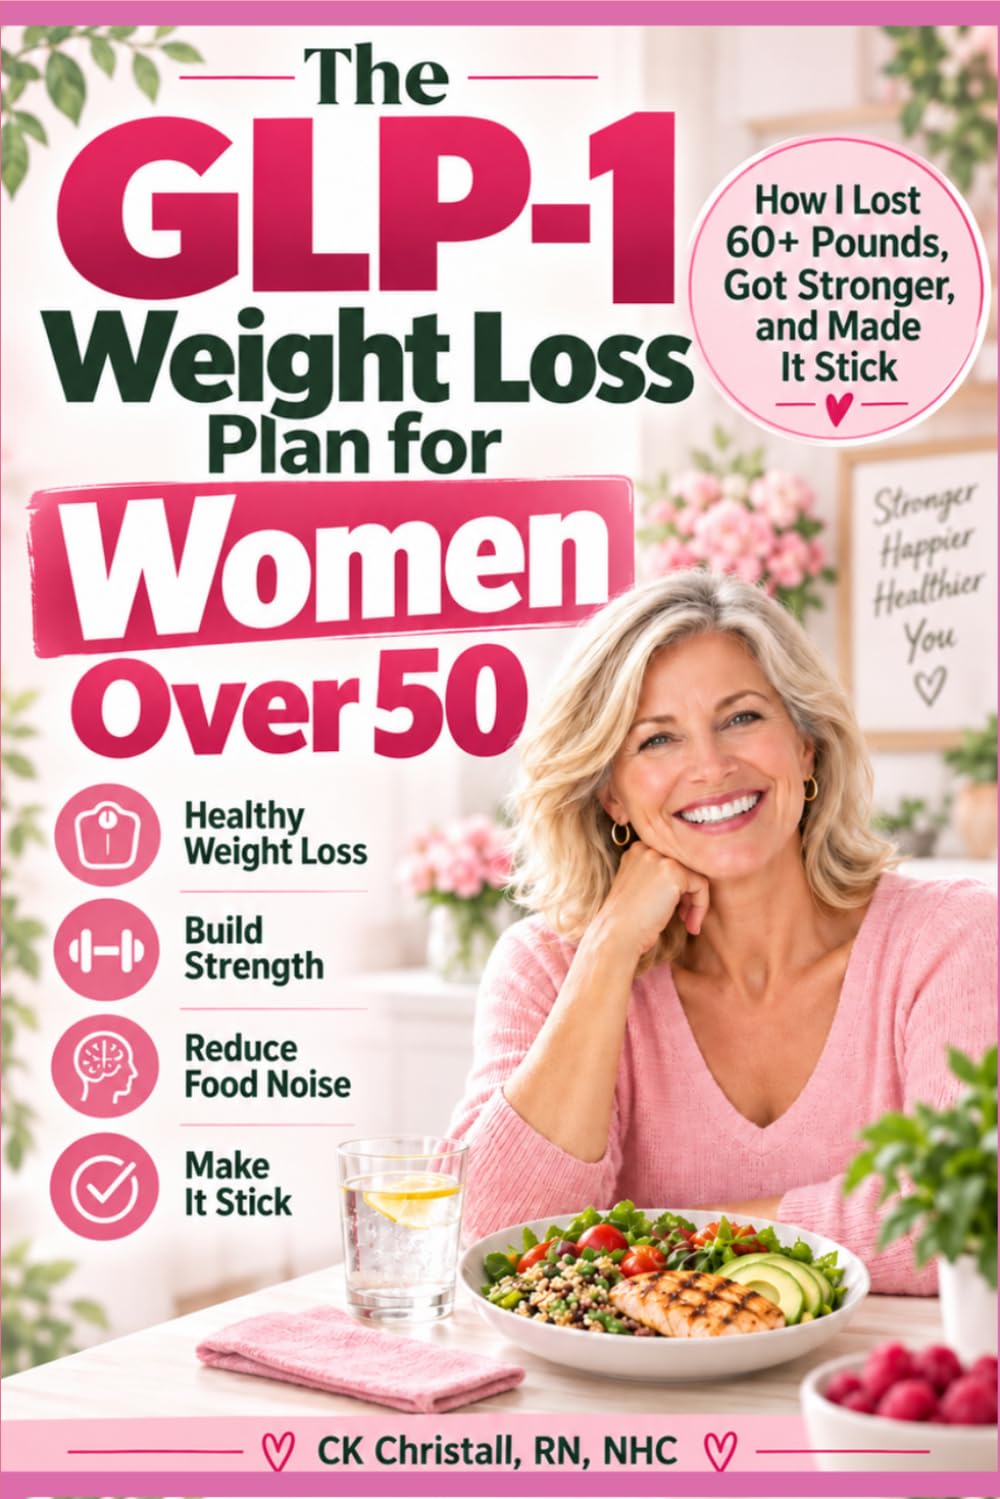 The
GLP-1
Weight Loss
Plan for
Women
Over 50
How I Lost
60+ Pounds,
Got Stronger,
and Made
It Stick
Stronger
Happier
Healthier
You
Healthy
Weight Loss
Build
Strength
Reduce
Food Noise
Make
It Stick
CK Christall, RN, NHC